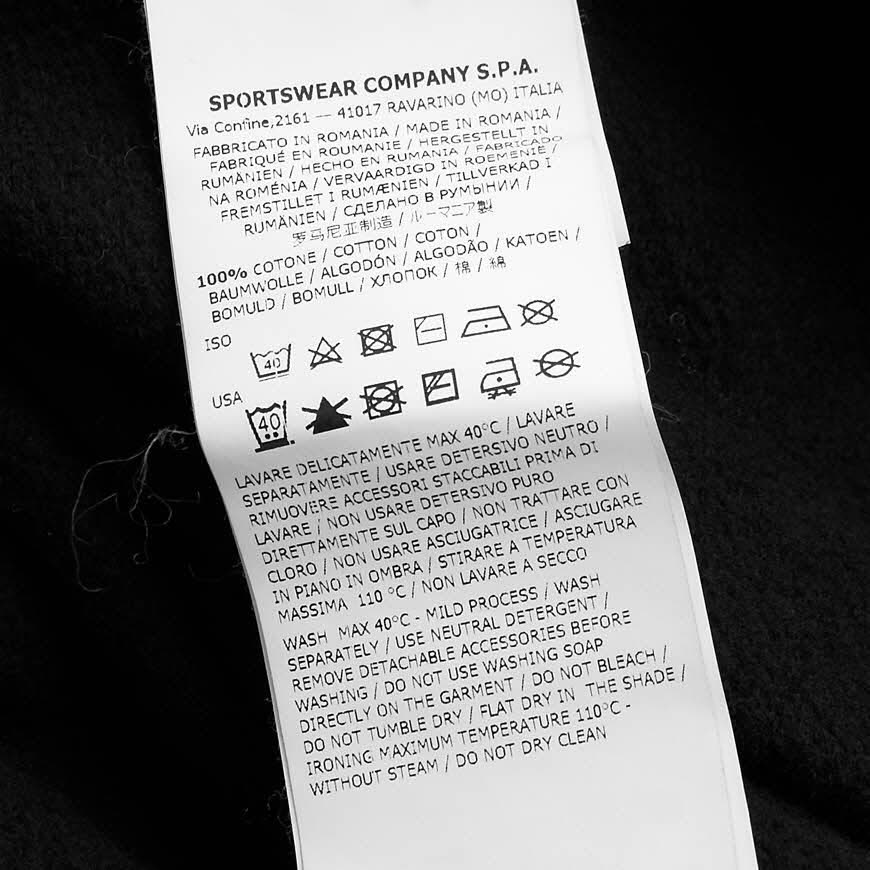 SPORTSWEAR COMPANY S.P.A.
Via Confine,2161 -- 41017 RAVARINO (MO) ITALIA
FABBRICATO IN ROMANIA / MADE IN ROMANIA /
FABRIQUÉ EN ROUMANIE / HERGESTELLT IN
RUMÄNIEN / HECHO EN RUMANIA / FABRICADO
NA ROMÉNIA / VERVAARDIGD IN ROEMENIE /
FREMSTILLET I RUMÆNIEN / TILLVERKAD I
RUMÄNIEN / СДЕЛАНО В РУМЫНИИ /
罗马尼亚制造 / ルーマニア製
100% COTONE / COTTON / COTON /
BAUMWOLLE / ALGODÓN / ALGODÃO / KATOEN /
BOMULD / BOMULL / ХЛОПОК / 棉 / 綿
ISO
40
USA
40
LAVARE DELICATAMENTE MAX 40°C / LAVARE
SEPARATAMENTE / USARE DETERSIVO NEUTRO /
RIMUOVERE ACCESSORI STACCABILI PRIMA DI
LAVARE / NON USARE DETERSIVO PURO
DIRETTAMENTE SUL CAPO / NON TRATTARE CON
CLORO / NON USARE ASCIUGATRICE / ASCIUGARE
IN PIANO IN OMBRA / STIRARE A TEMPERATURA
MASSIMA 110 °C / NON LAVARE A SECCO
WASH MAX 40°C - MILD PROCESS / WASH
SEPARATELY / USE NEUTRAL DETERGENT /
REMOVE DETACHABLE ACCESSORIES BEFORE
WASHING / DO NOT USE WASHING SOAP
DIRECTLY ON THE GARMENT / DO NOT BLEACH /
DO NOT TUMBLE DRY / FLAT DRY IN THE SHADE /
IRONING MAXIMUM TEMPERATURE 110°C -
WITHOUT STEAM / DO NOT DRY CLEAN